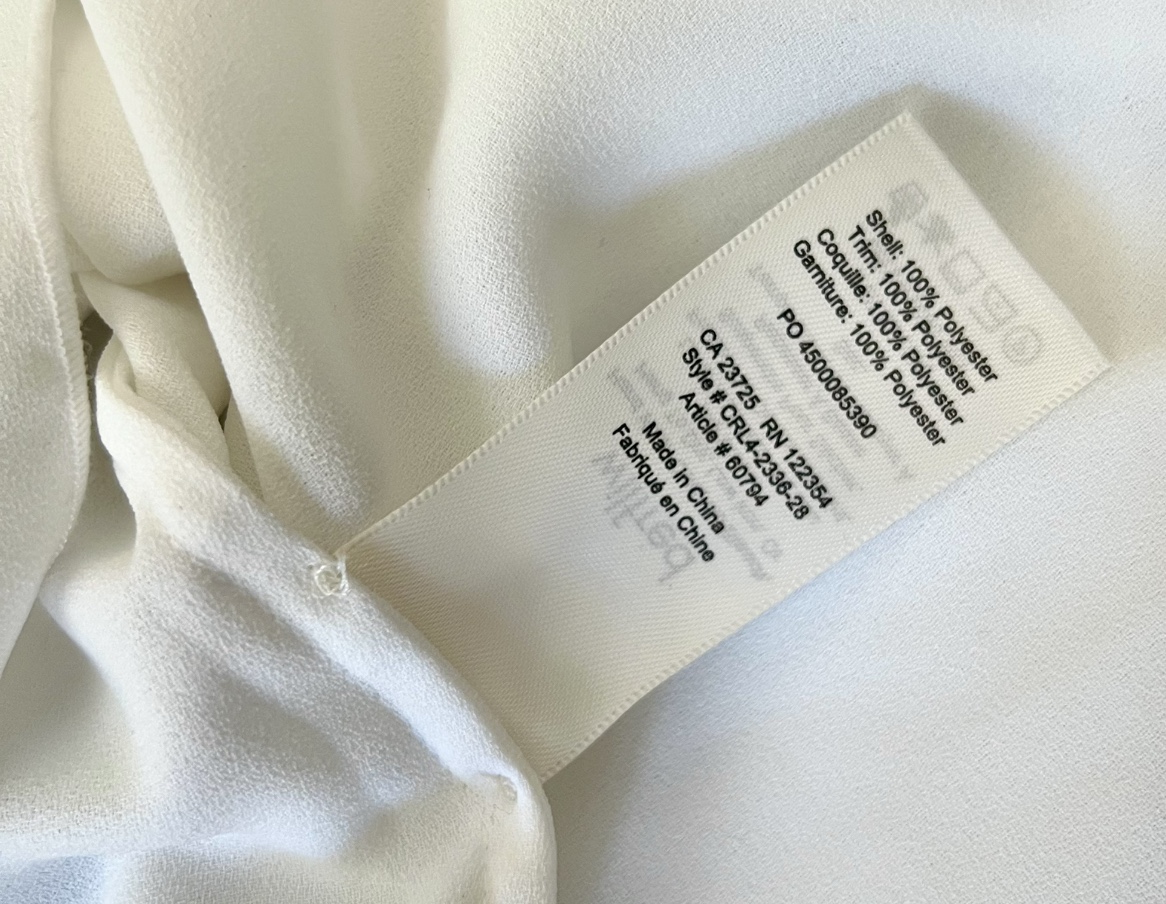 Shell: 100% Polyester
Trim: 100% Polyester
Coquille: 100% Polyester
Garniture: 100% Polyester
PO 4500085390
CA 23725 RN 122354
Style # CRL4-2336-28
Article # 60794
Made In China
Fabriqué en Chine
Wilfred